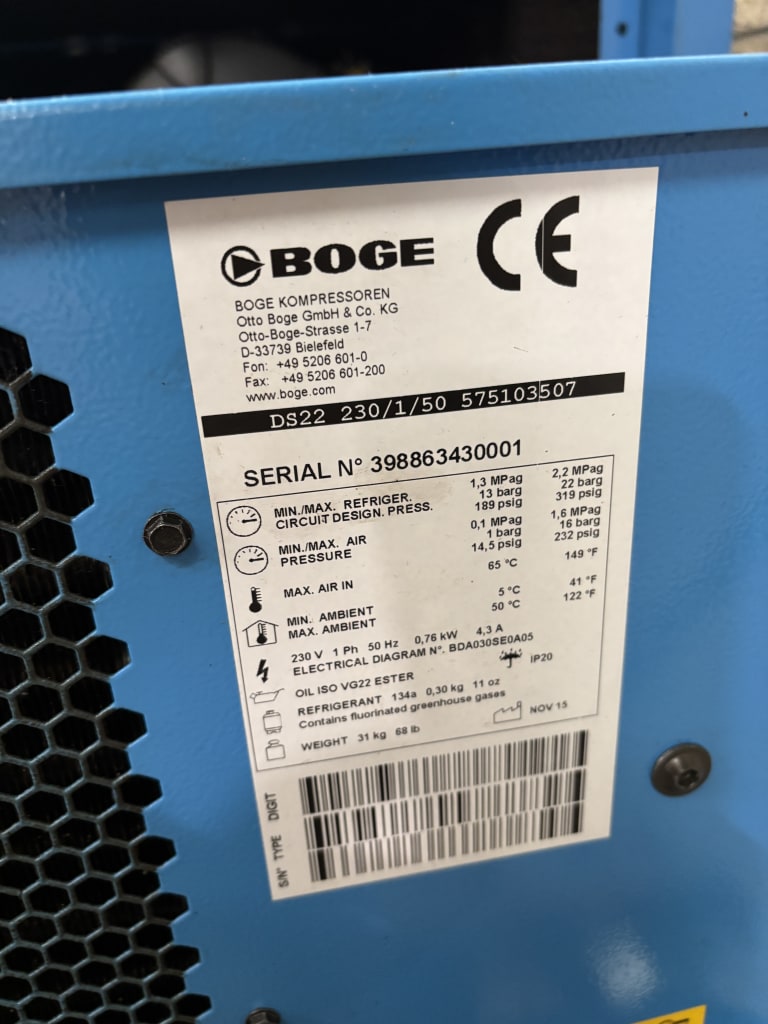 BOGE CE
BOGE KOMPRESSOREN
Otto Boge GmbH & Co. KG
Otto-Boge-Strasse 1-7
D-33739 Bielefeld
Fon: +49 5206 601-0
Fax: +49 5206 601-200
www.boge.com
DS22 230/1/50 575103507
SERIAL N° 398863430001
MIN./MAX. REFRIGER. 1,3 MPag 2,2 MPag
CIRCUIT DESIGN. PRESS. 13 barg 22 barg
189 psig 319 psig
MIN./MAX. AIR 0,1 MPag 1,6 MPag
PRESSURE 1 barg 16 barg
14,5 psig 232 psig
MAX. AIR IN 65 °C 149 °F
MIN. AMBIENT 5 °C 41 °F
MAX. AMBIENT 50 °C 122 °F
230 V 1 Ph 50 Hz 0,76 kW 4,3 A
ELECTRICAL DIAGRAM N°. BDA030SE0A05
OIL ISO VG22 ESTER IP20
REFRIGERANT 134a 0,30 kg 11 oz
Contains fluorinated greenhouse gases
WEIGHT 31 kg 68 lb NOV 15
S/N° TYPE DIGIT